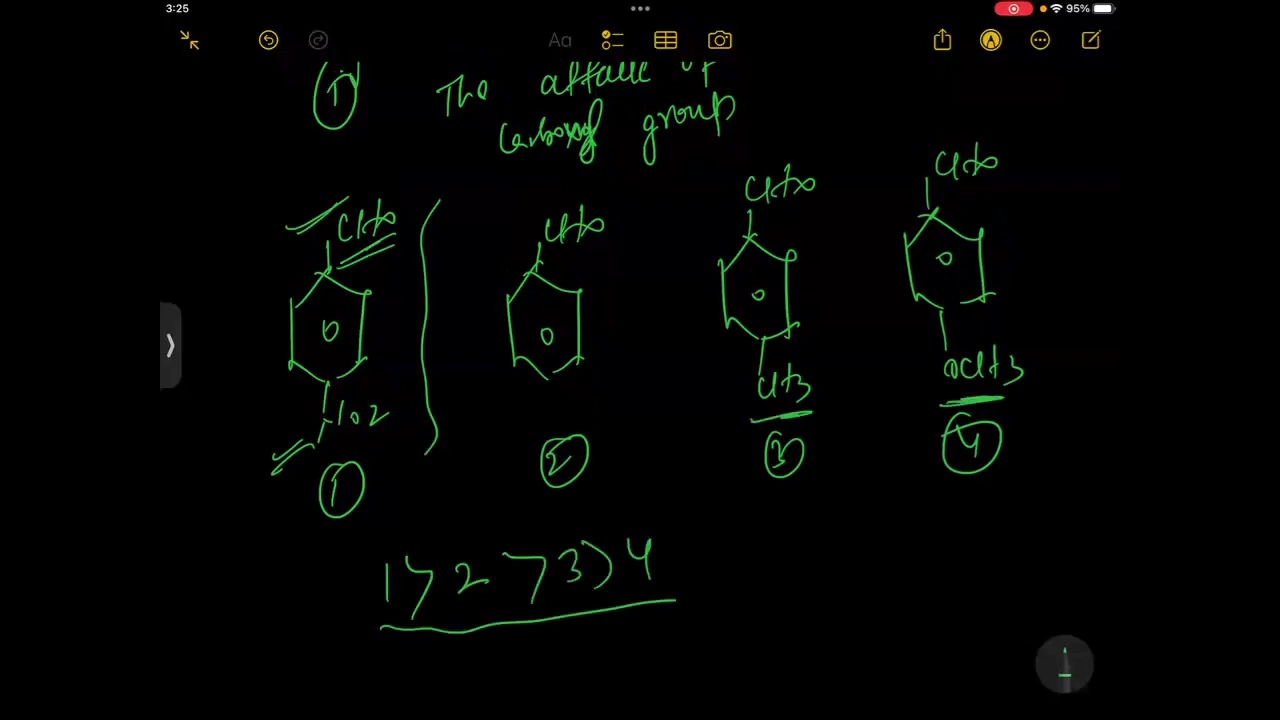 3:25
95%
Aa
1 The attack of
group
CHO CHO CHO CHO
NO2 CH3 OCH3
1 2 3 4
1 > 2 > 3 > 4